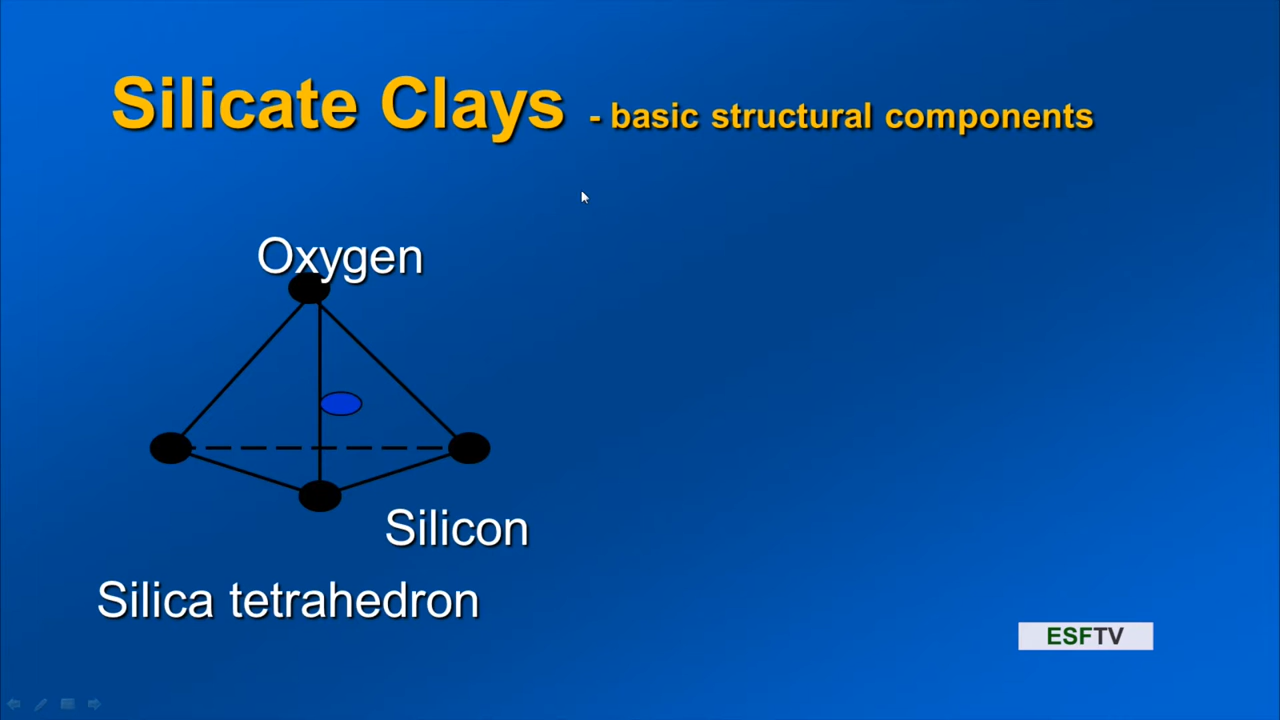 Silicate Clays - basic structural components
Oxygen
Silicon
Silica tetrahedron
ESFTV